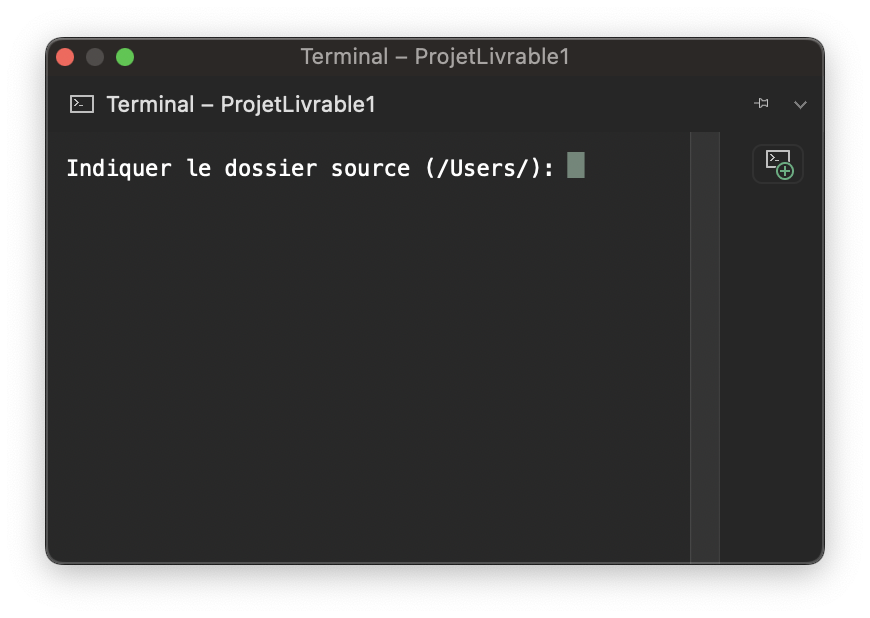 Terminal – ProjetLivrable1
Terminal – ProjetLivrable1
Indiquer le dossier source (/Users/):